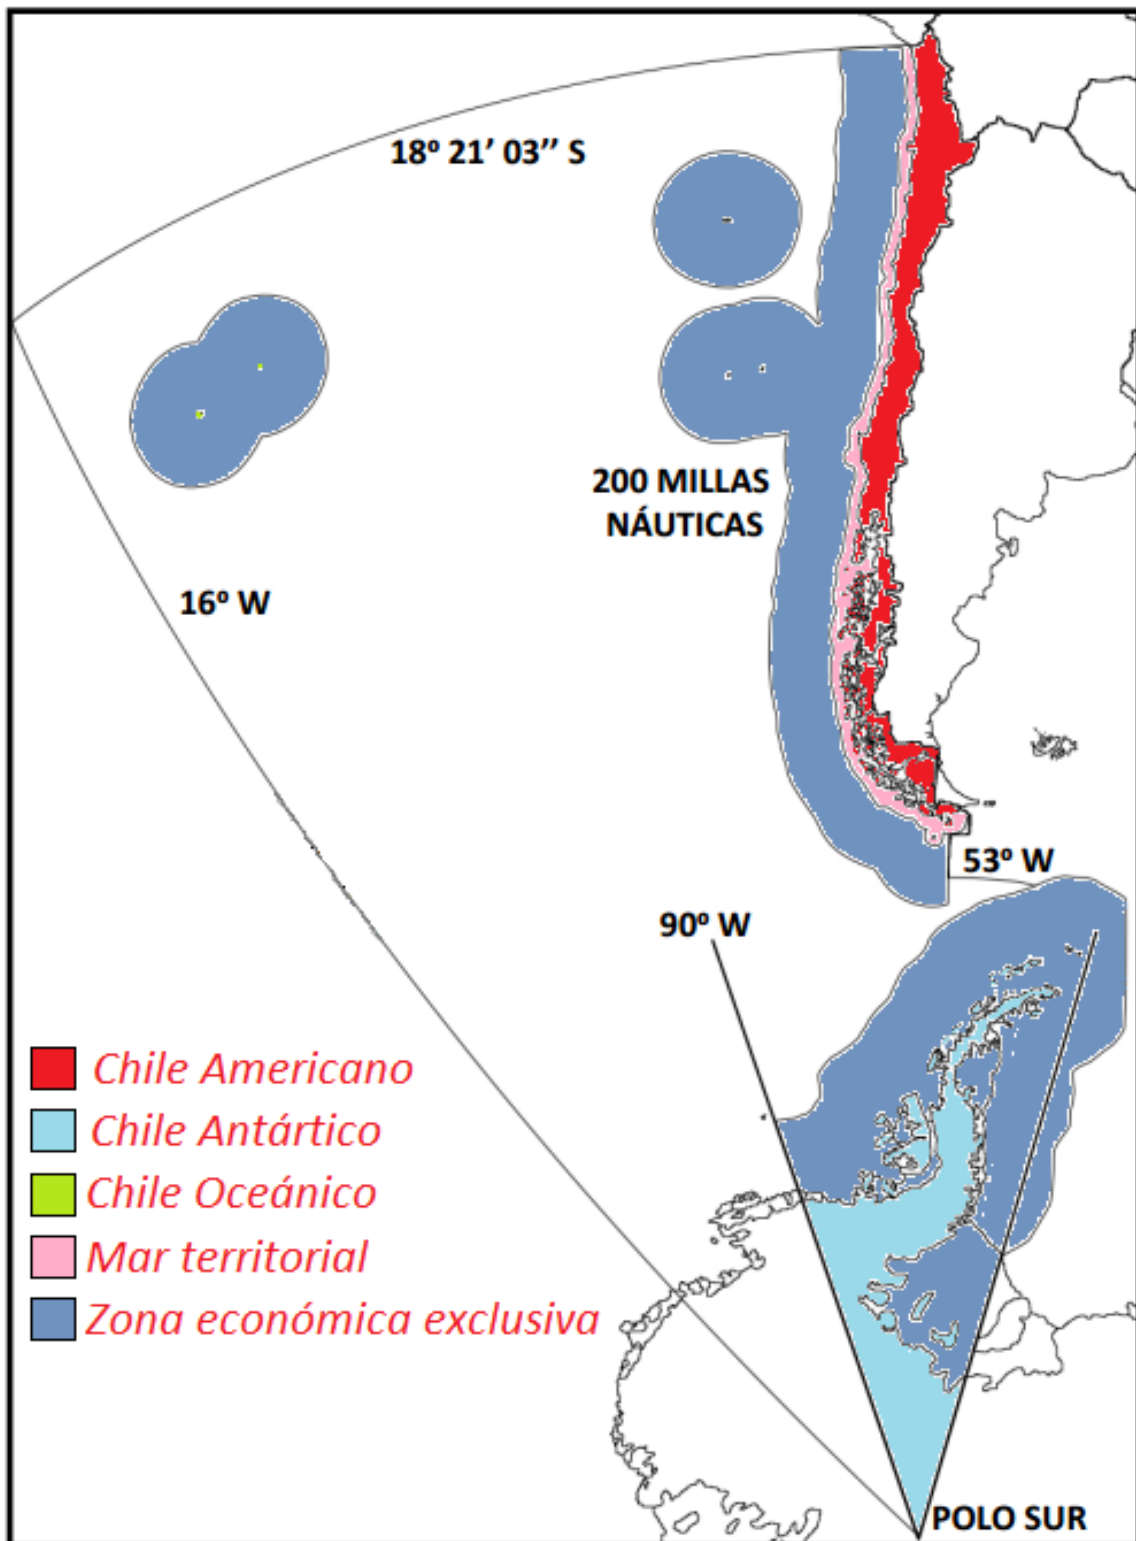 18º 21’ 03’’ S
200 MILLAS
NÁUTICAS
16º W
53º W
90º W
Chile Americano
Chile Antártico
Chile Oceánico
Mar territorial
Zona económica exclusiva
POLO SUR